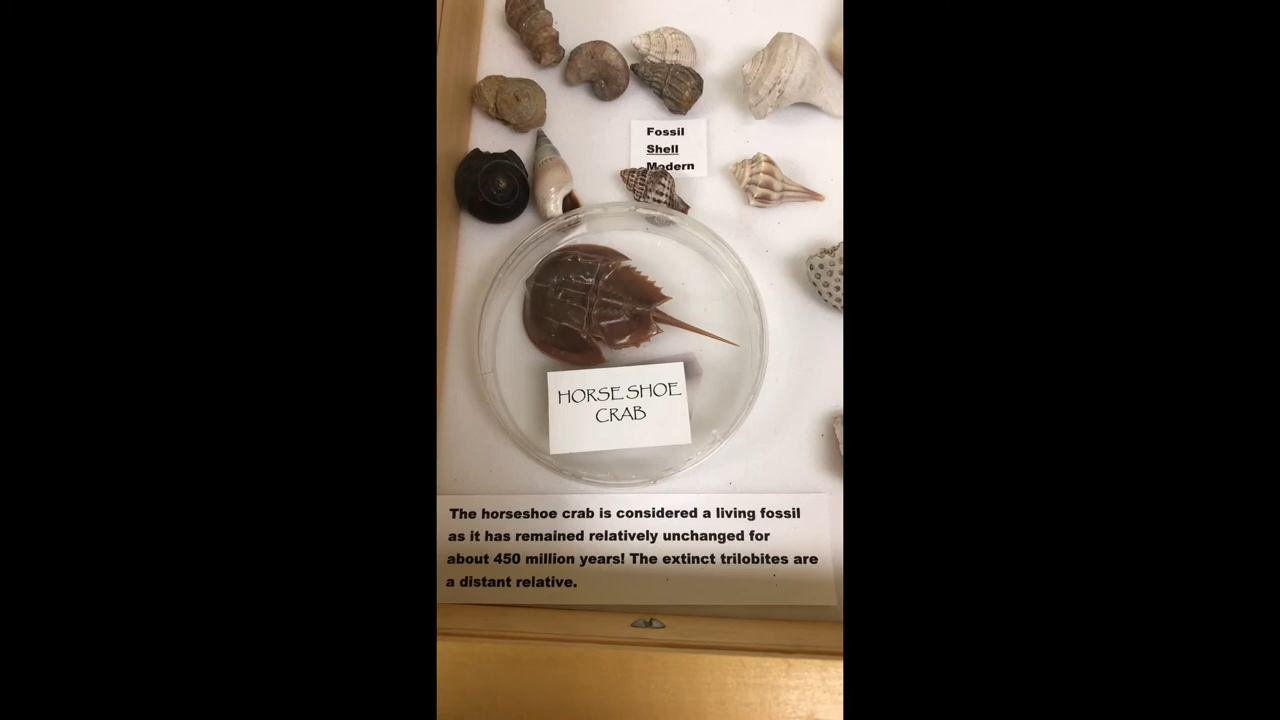 Fossil
Shell
Modern
HORSE SHOE
CRAB
The horseshoe crab is considered a living fossil
as it has remained relatively unchanged for
about 450 million years! The extinct trilobites are
a distant relative.